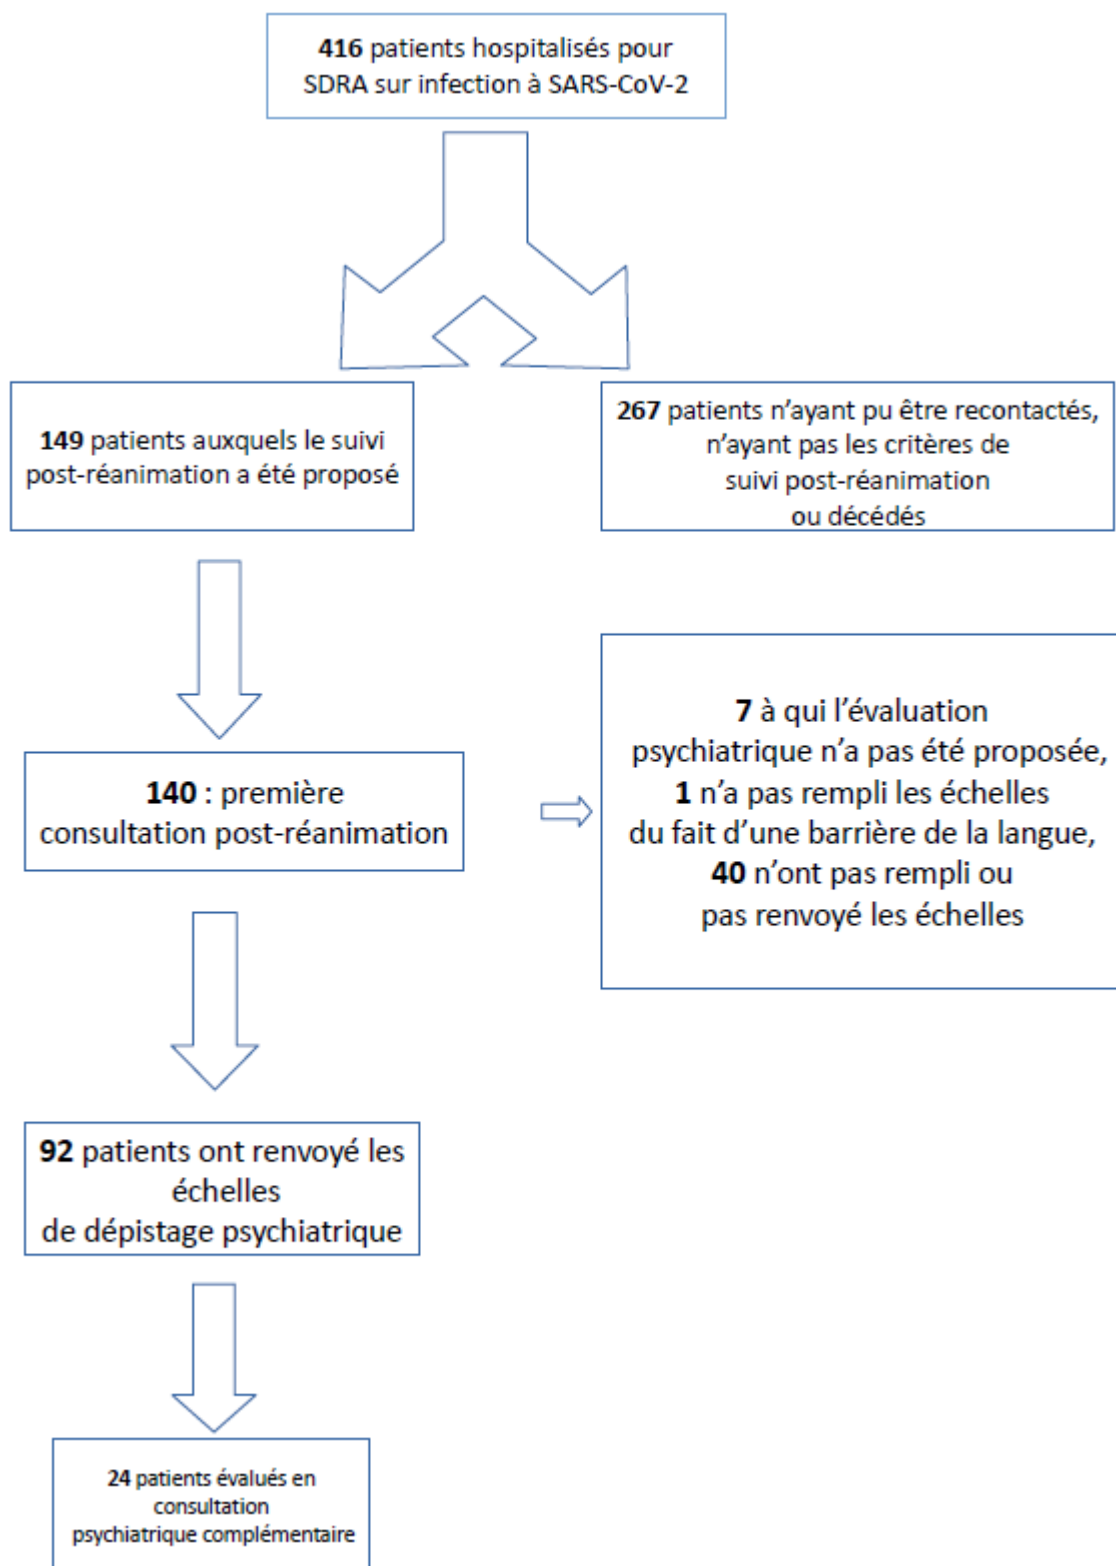 416 patients hospitalisés pour
SDRA sur infection à SARS-CoV-2
149 patients auxquels le suivi
post-réanimation a été proposé
267 patients n'ayant pu être recontactés,
n'ayant pas les critères de
suivi post-réanimation
ou décédés
140 : première
consultation post-réanimation
7 à qui l'évaluation
psychiatrique n'a pas été proposée,
1 n'a pas rempli les échelles
du fait d'une barrière de la langue,
40 n'ont pas rempli ou
pas renvoyé les échelles
92 patients ont renvoyé les
échelles
de dépistage psychiatrique
24 patients évalués en
consultation
psychiatrique complémentaire